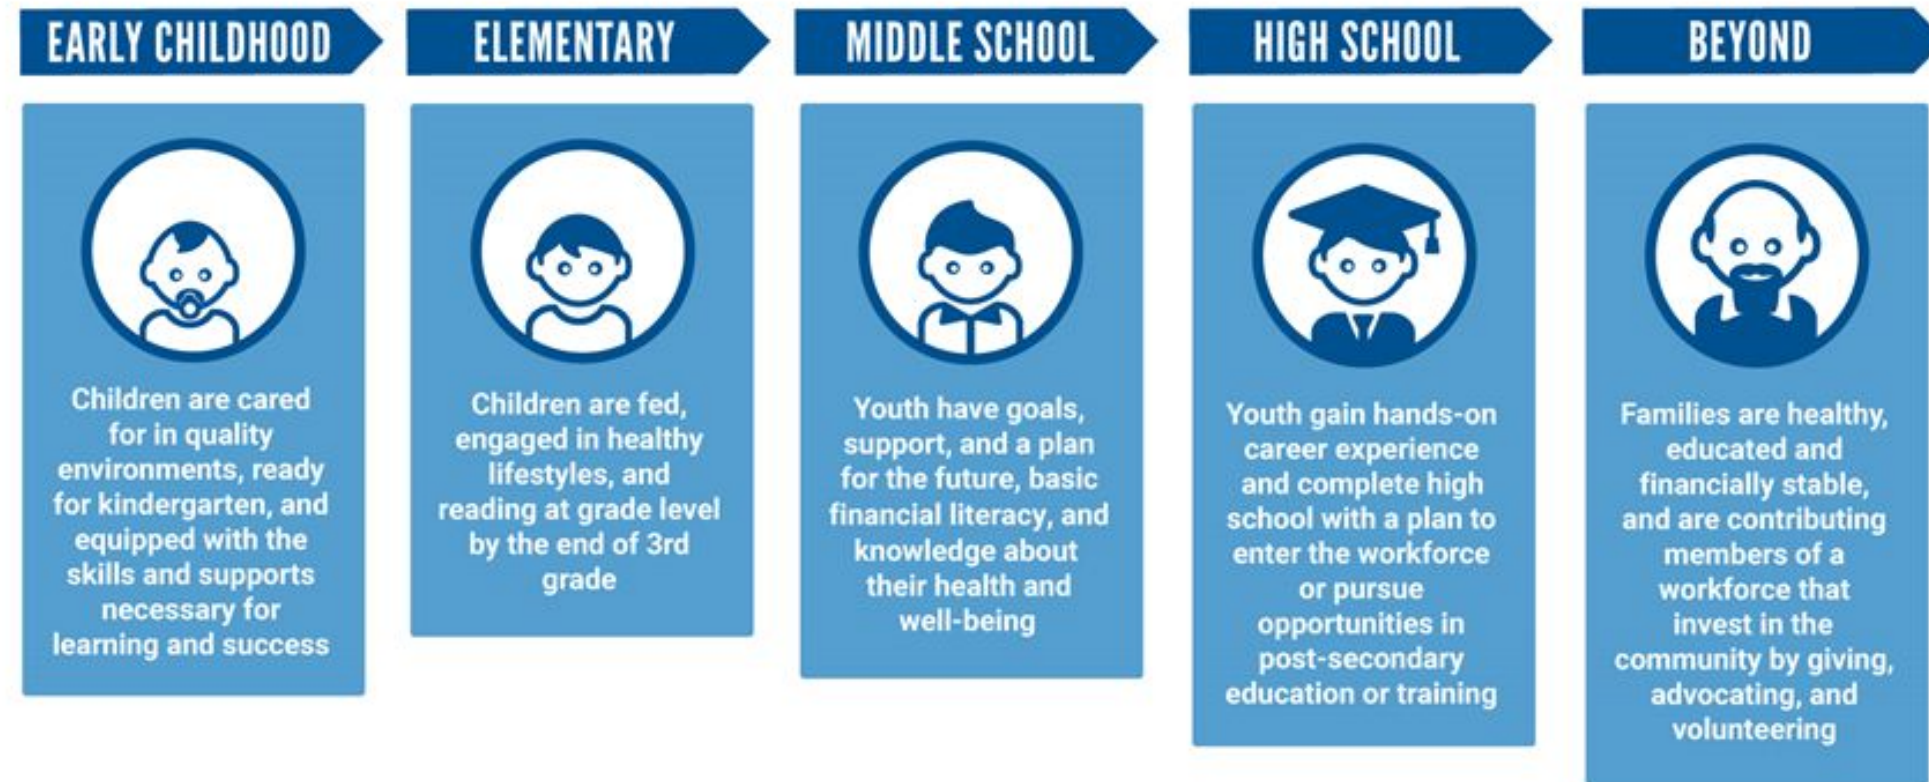 EARLY CHILDHOOD
Children are cared
for in quality
environments, ready
for kindergarten, and
equipped with the
skills and supports
necessary for
learning and success
ELEMENTARY
Children are fed,
engaged in healthy
lifestyles, and
reading at grade level
by the end of 3rd
grade
MIDDLE SCHOOL
Youth have goals,
support, and a plan
for the future, basic
financial literacy, and
knowledge about
their health and
well-being
HIGH SCHOOL
Youth gain hands-on
career experience
and complete high
school with a plan to
enter the workforce
or pursue
opportunities in
post-secondary
education or training
BEYOND
Families are healthy,
educated and
financially stable,
and are contributing
members of a
workforce that
invest in the
community by giving,
advocating, and
volunteering